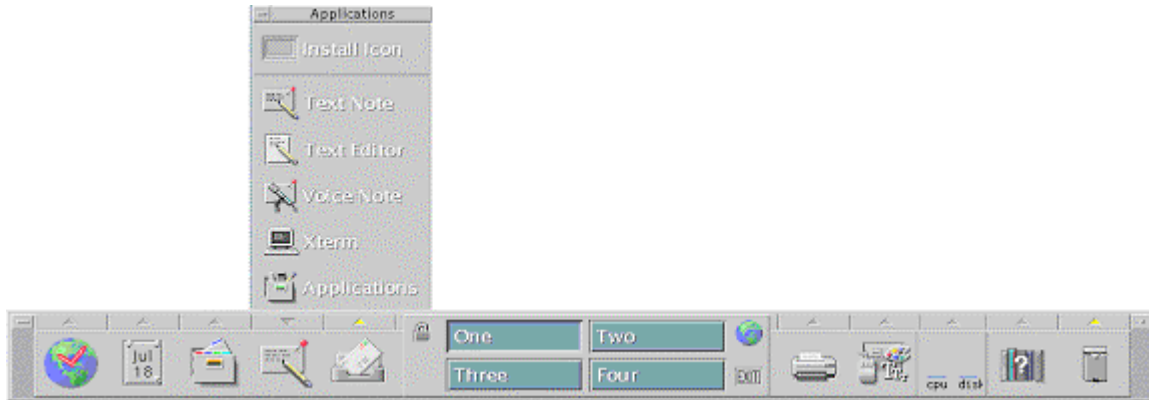 Applications
Install Icon
Text Note
Text Editor
Voice Note
Xterm
Applications
One Two
Jul
18
Three Four
EXIT
cpu disk